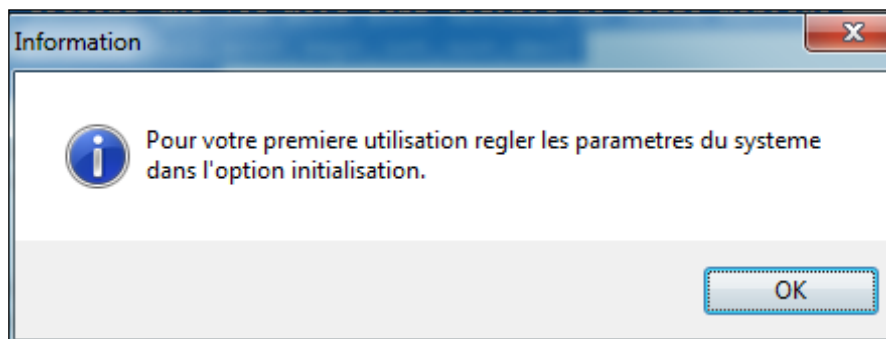 Information
Pour votre premiere utilisation regler les parametres du systeme
dans l'option initialisation.
OK